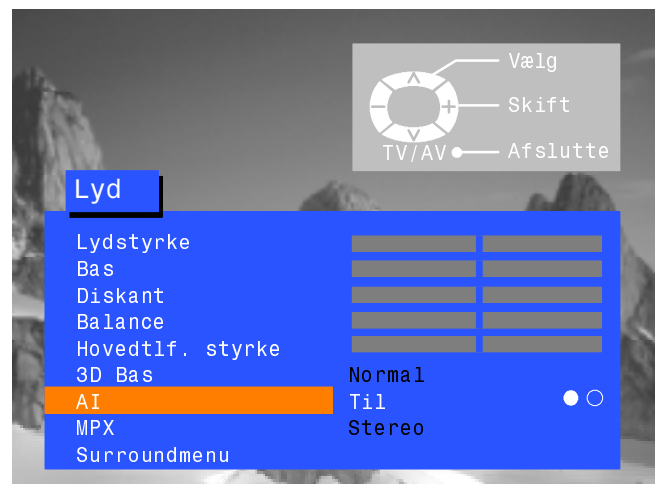 Vælg
Skift
TV/AV Afslutte
Lyd
Lydstyrke
Bas
Diskant
Balance
Hovedtlf. styrke
3D Bas Normal
AI Til
MPX Stereo
Surroundmenu